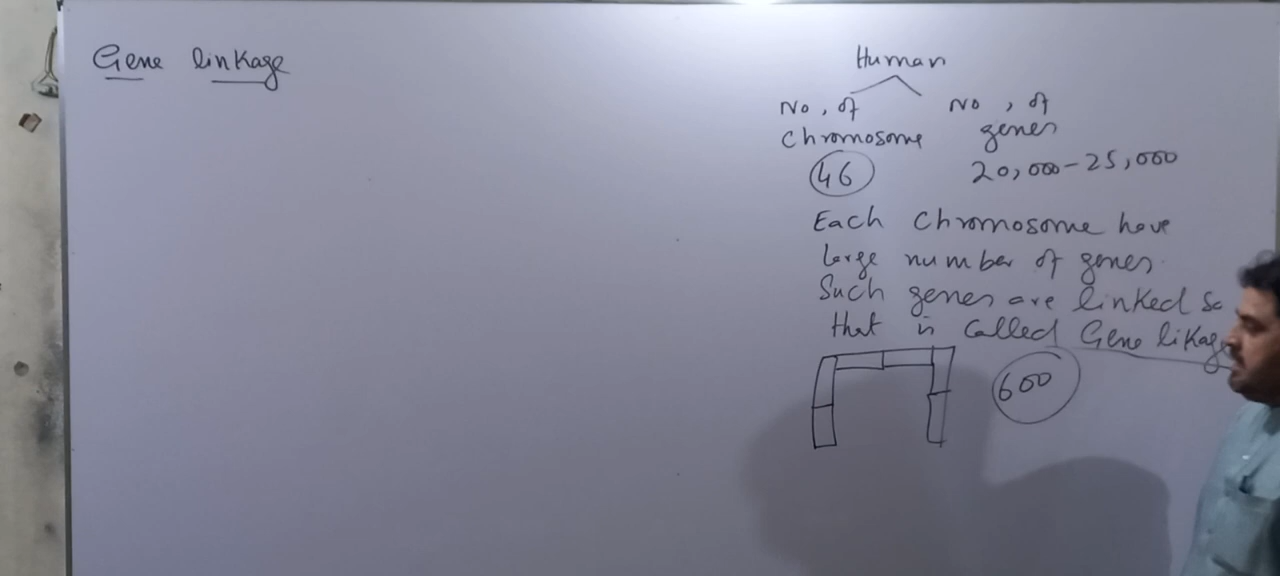 Gene linkage
Human
No, of No, of
Chromosome genes
46 20,000-25,000
Each Chromosome have
large number of genes.
Such genes are linked so
that is called Gene likage
600